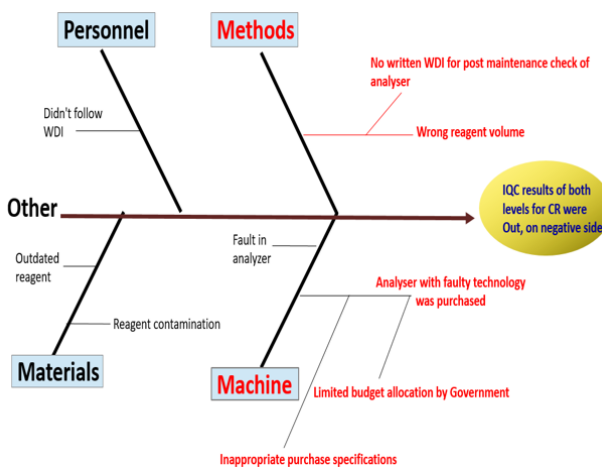 Personnel
Methods
No written WDI for post maintenance check of
analyser
Didn't follow
WDI
Wrong reagent volume
Other
IQC results of both
levels for CR were
Out, on negative side
Fault in
analyzer
Outdated
reagent
Analyser with faulty technology
was purchased
Reagent contamination
Materials
Machine
Limited budget allocation by Government
Inappropriate purchase specifications